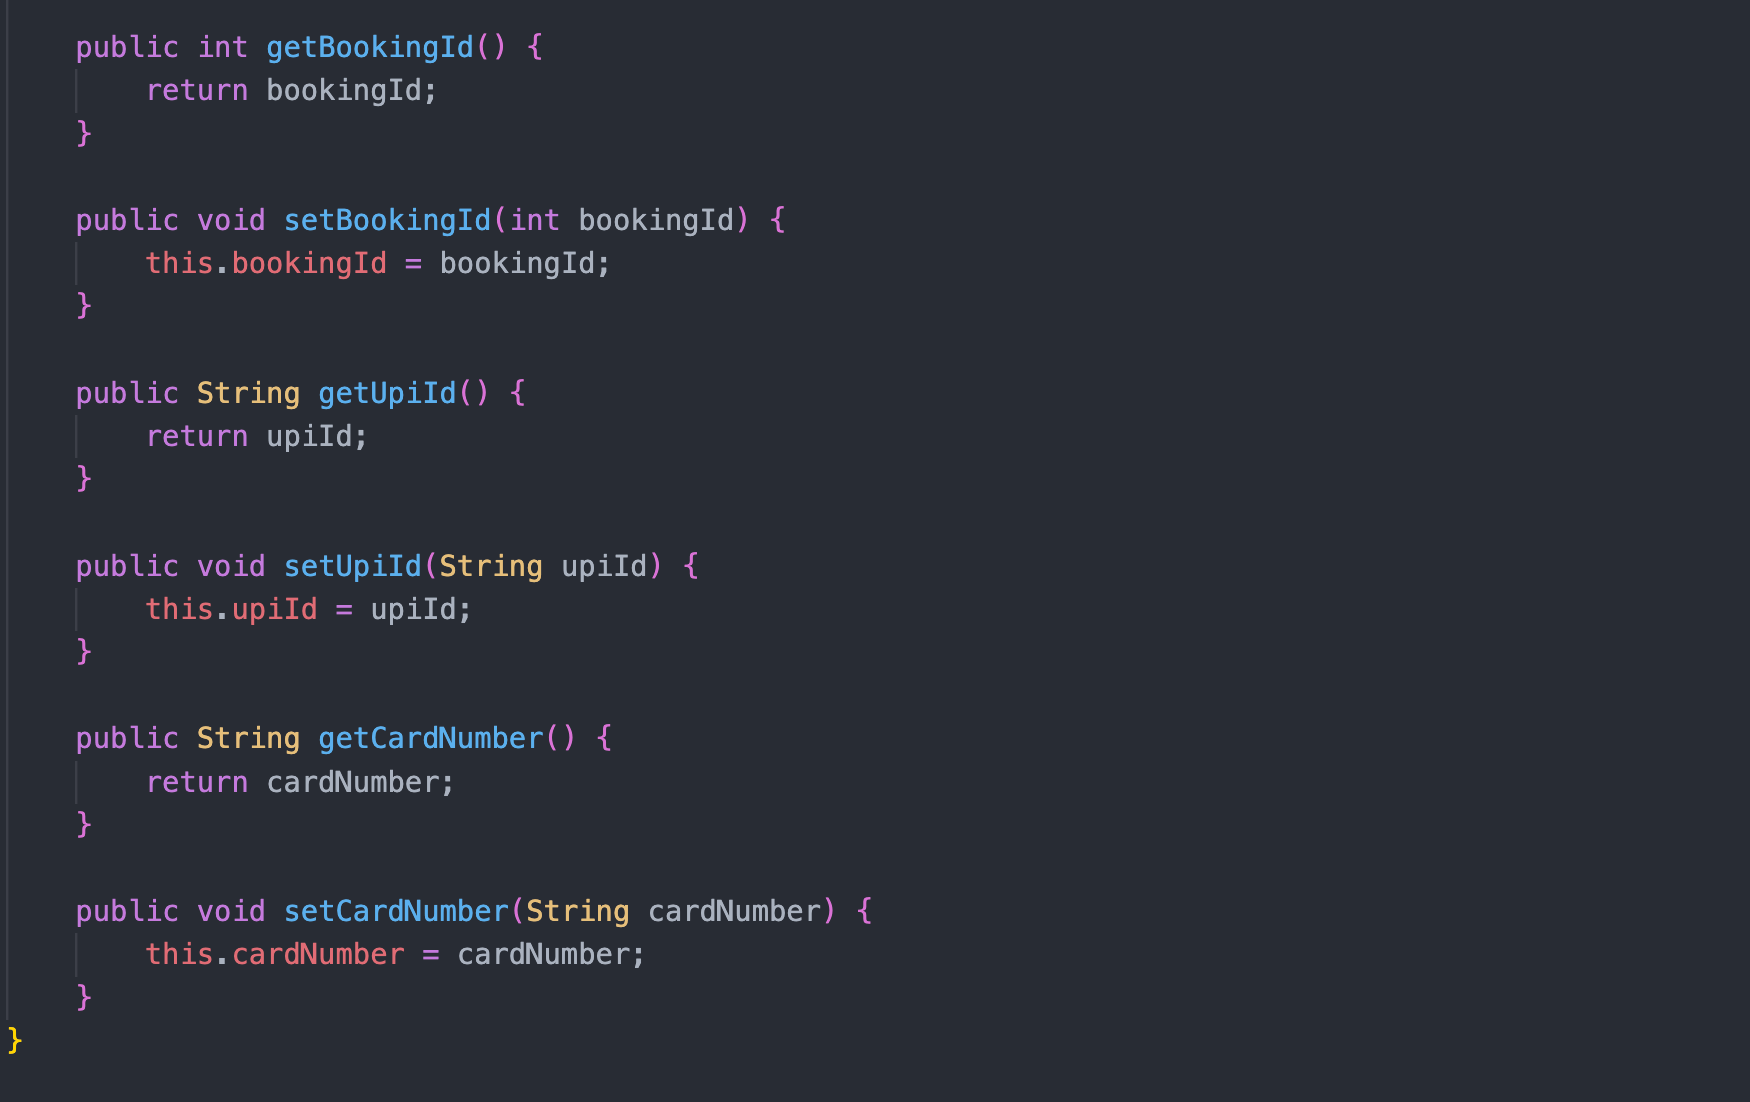 public int getBookingId() {
return bookingId;
}
public void setBookingId(int bookingId) {
this.bookingId = bookingId;
}
public String getUpiId() {
return upiId;
}
public void setUpiId(String upiId) {
this.upiId = upiId;
}
public String getCardNumber() {
return cardNumber;
}
public void setCardNumber(String cardNumber) {
this.cardNumber = cardNumber;
}
}